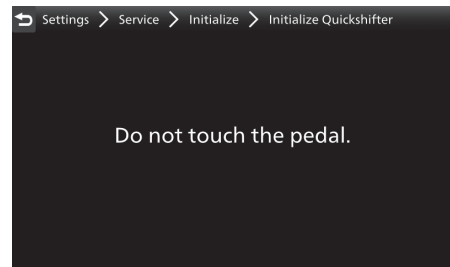 Settings > Service > Initialize > Initialize Quickshifter
Do not touch the pedal.